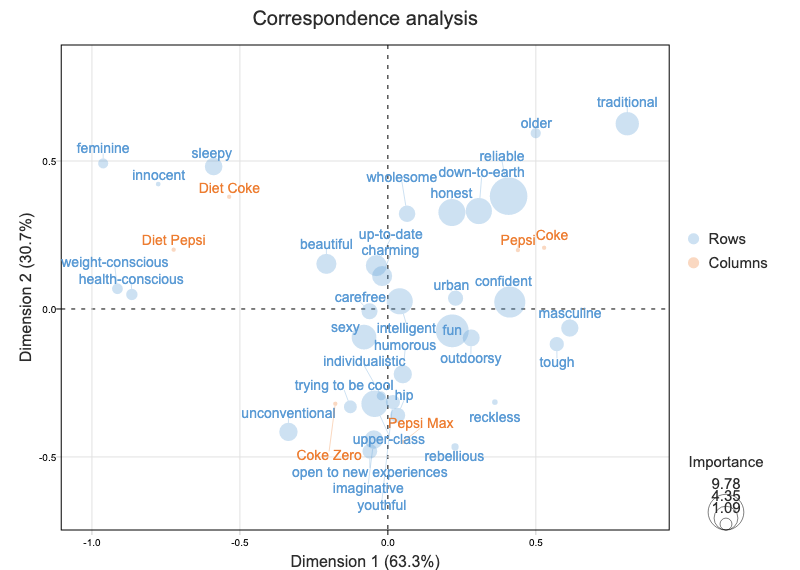 Correspondence analysis
traditional
older
feminine
sleepy
reliable
innocent
wholesome
down-to-earth
Diet Coke
honest
Diet Pepsi
up-to-date
Pepsi
Coke
beautiful
charming
weight-conscious
health-conscious
urban
confident
carefree
masculine
sexy
intelligent
fun
humorous
outdoorsy
tough
individualistic
trying to be cool
hip
unconventional
Pepsi Max
reckless
upper-class
Coke Zero
rebellious
open to new experiences
imaginative
youthful
0.5
0.0
-0.5
-1.0
-0.5
0.0
0.5
Dimension 1 (63.3%)
Dimension 2 (30.7%)
Rows
Columns
Importance
9.78
4.35
1.09